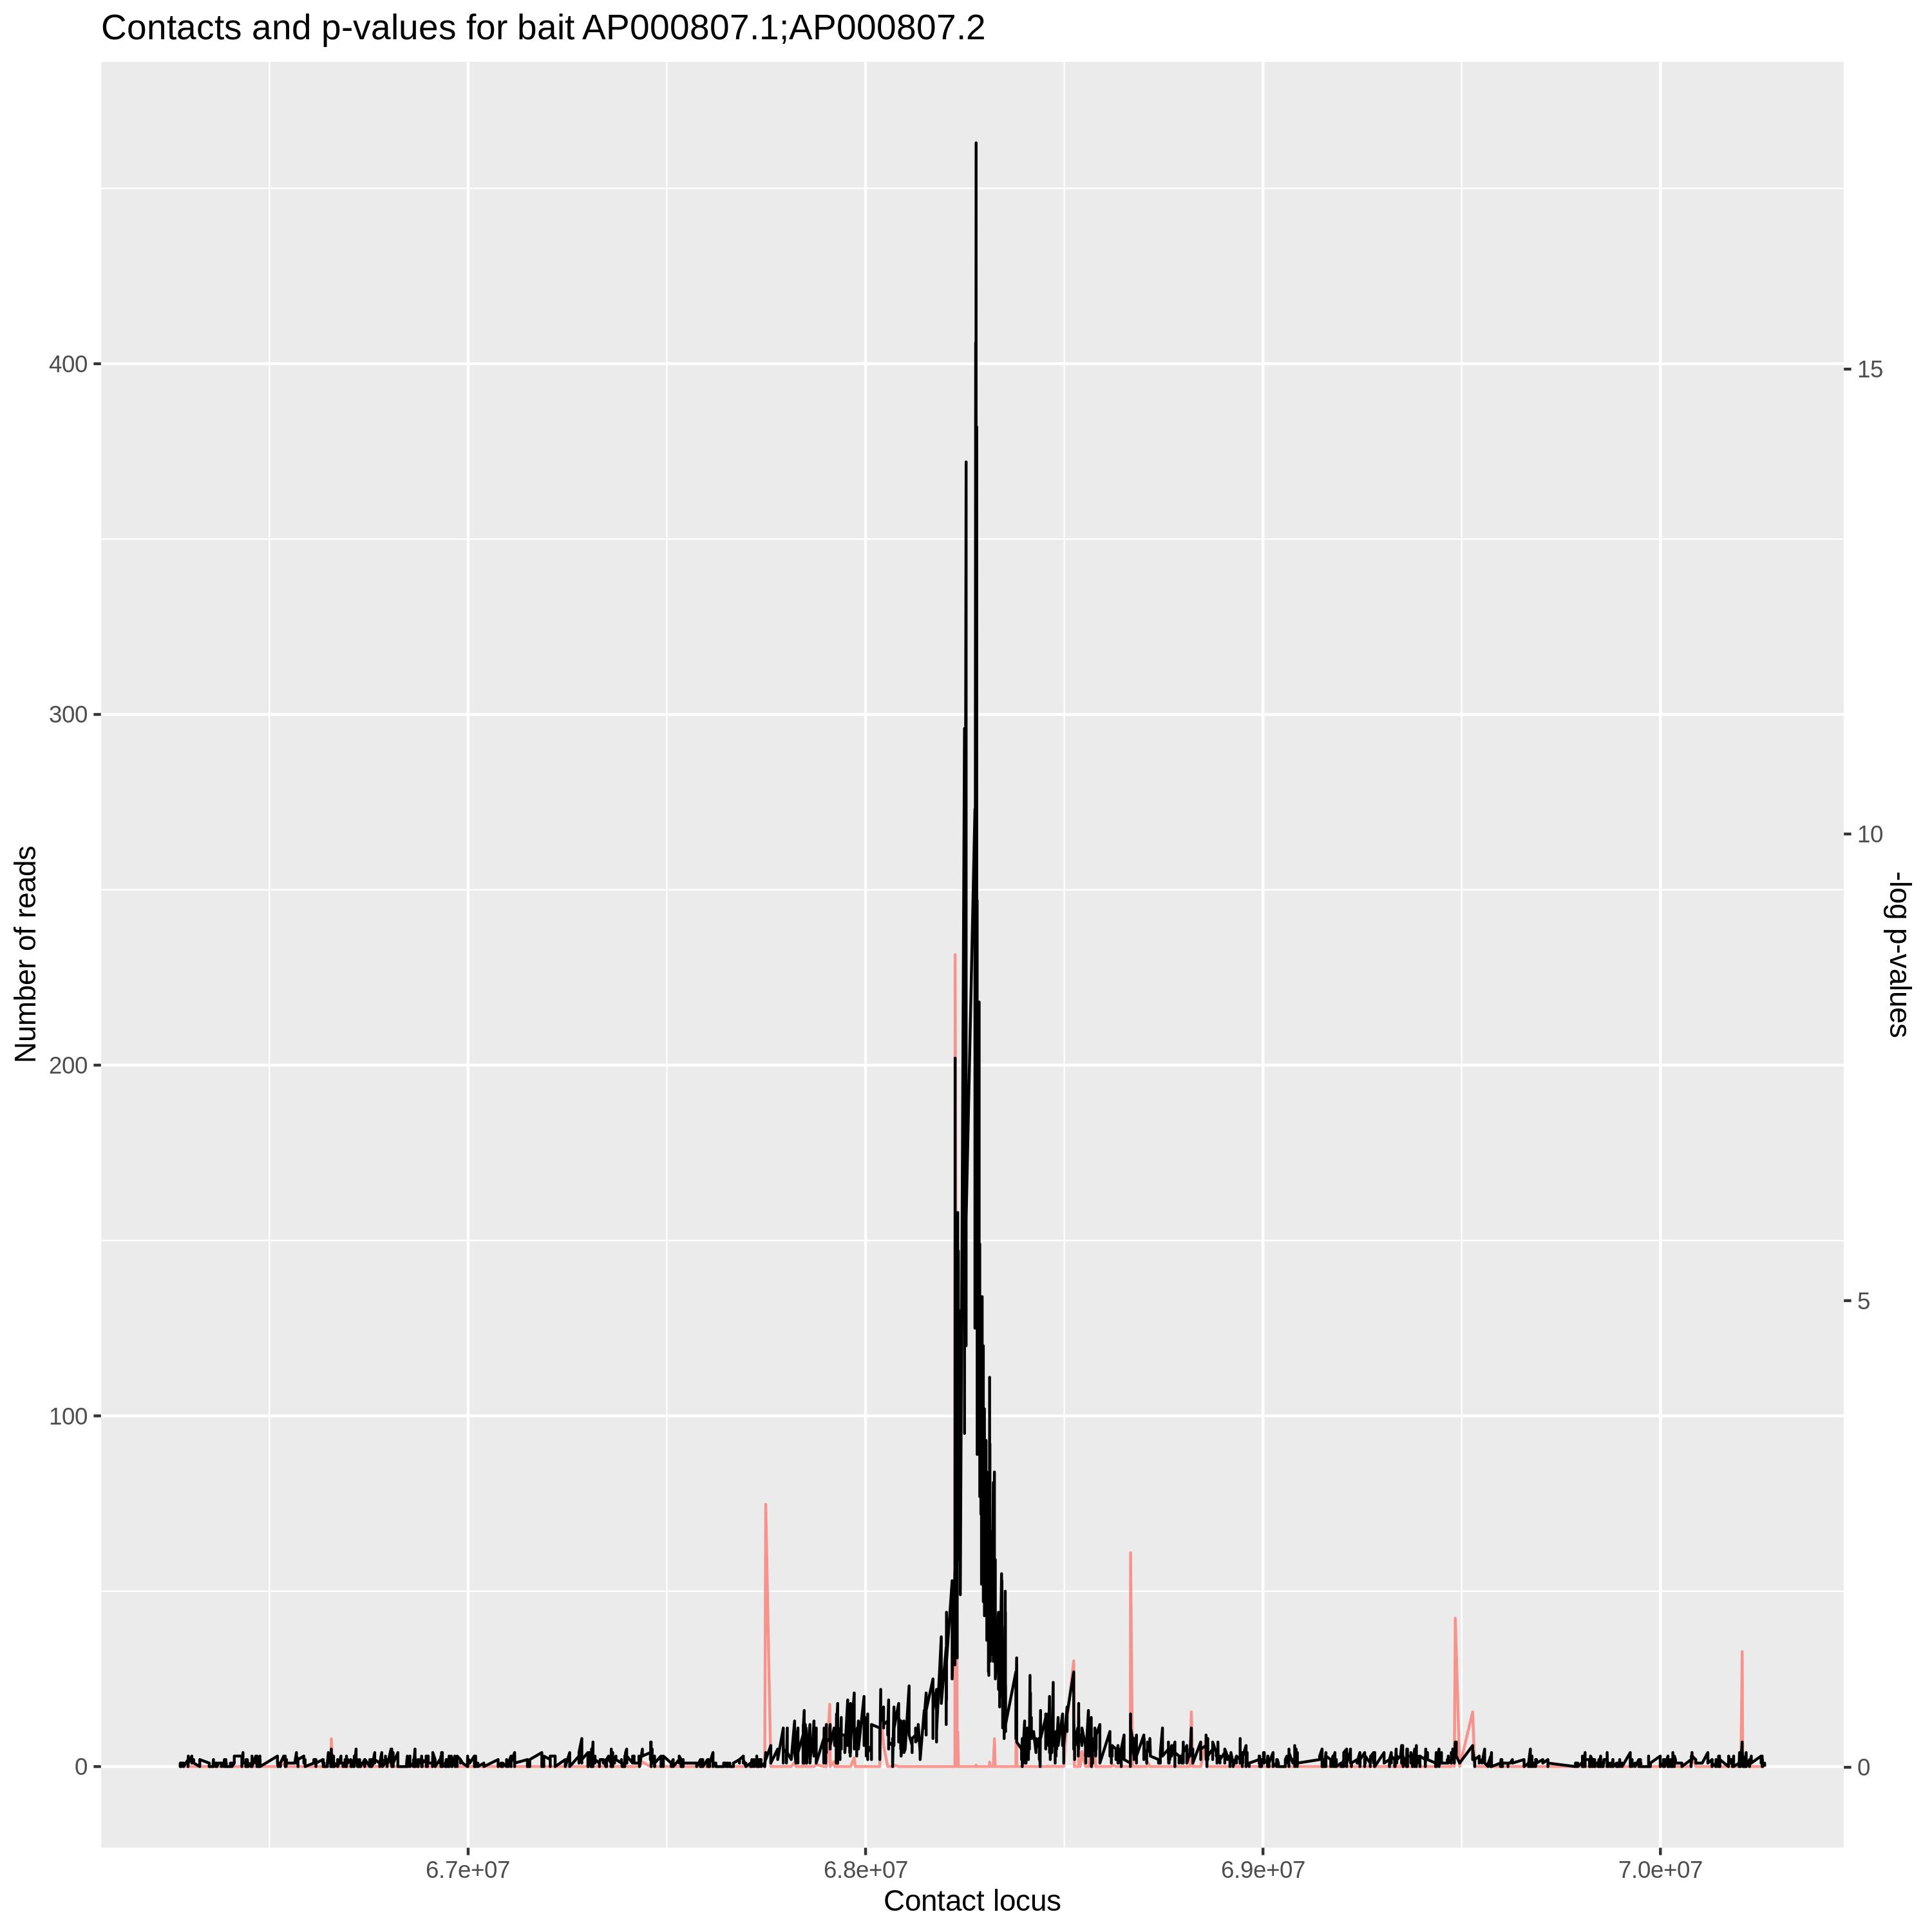 Contacts and p-values for bait AP000807.1;AP000807.2
400
300
200
100
0
Number of reads
15
10
5
0
-log p-values
6.7e+07
6.8e+07
6.9e+07
7.0e+07
Contact locus